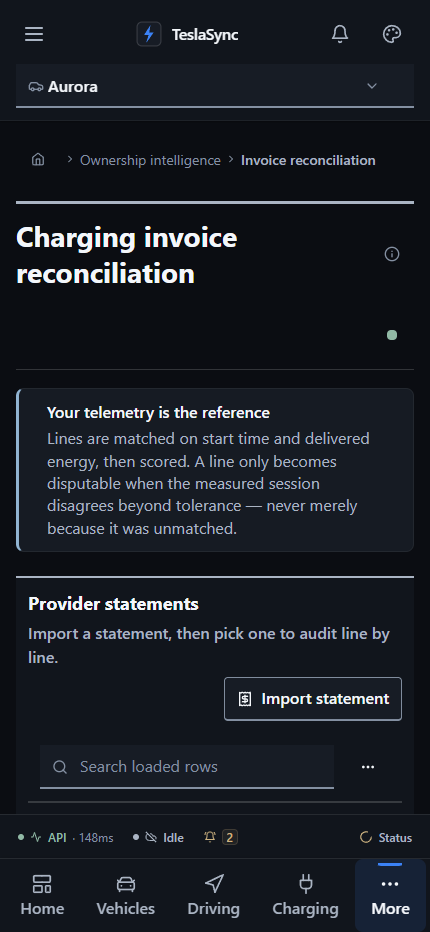 TeslaSync
Aurora
Ownership intelligence
Invoice reconciliation
Charging invoice
reconciliation
Your telemetry is the reference
Lines are matched on start time and delivered
energy, then scored. A line only becomes
disputable when the measured session
disagrees beyond tolerance — never merely
because it was unmatched.
Provider statements
Import a statement, then pick one to audit line by
line.
Import statement
Search loaded rows
API · 148ms
Idle
2
Status
Home
Vehicles
Driving
Charging
More